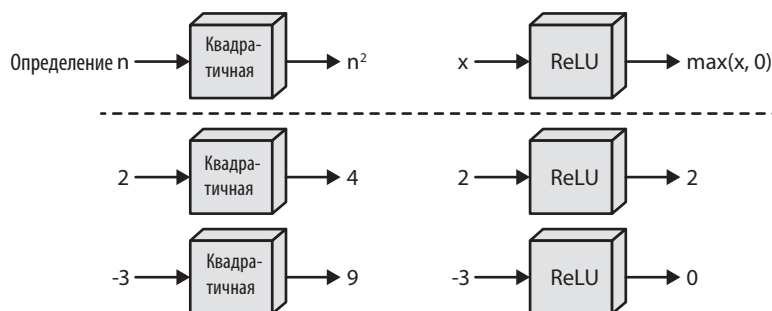 Определение n Квадра-
тичная n² x ReLU max(x, 0)
2 Квадра-
тичная 4 2 ReLU 2
-3 Квадра-
тичная 9 -3 ReLU 0